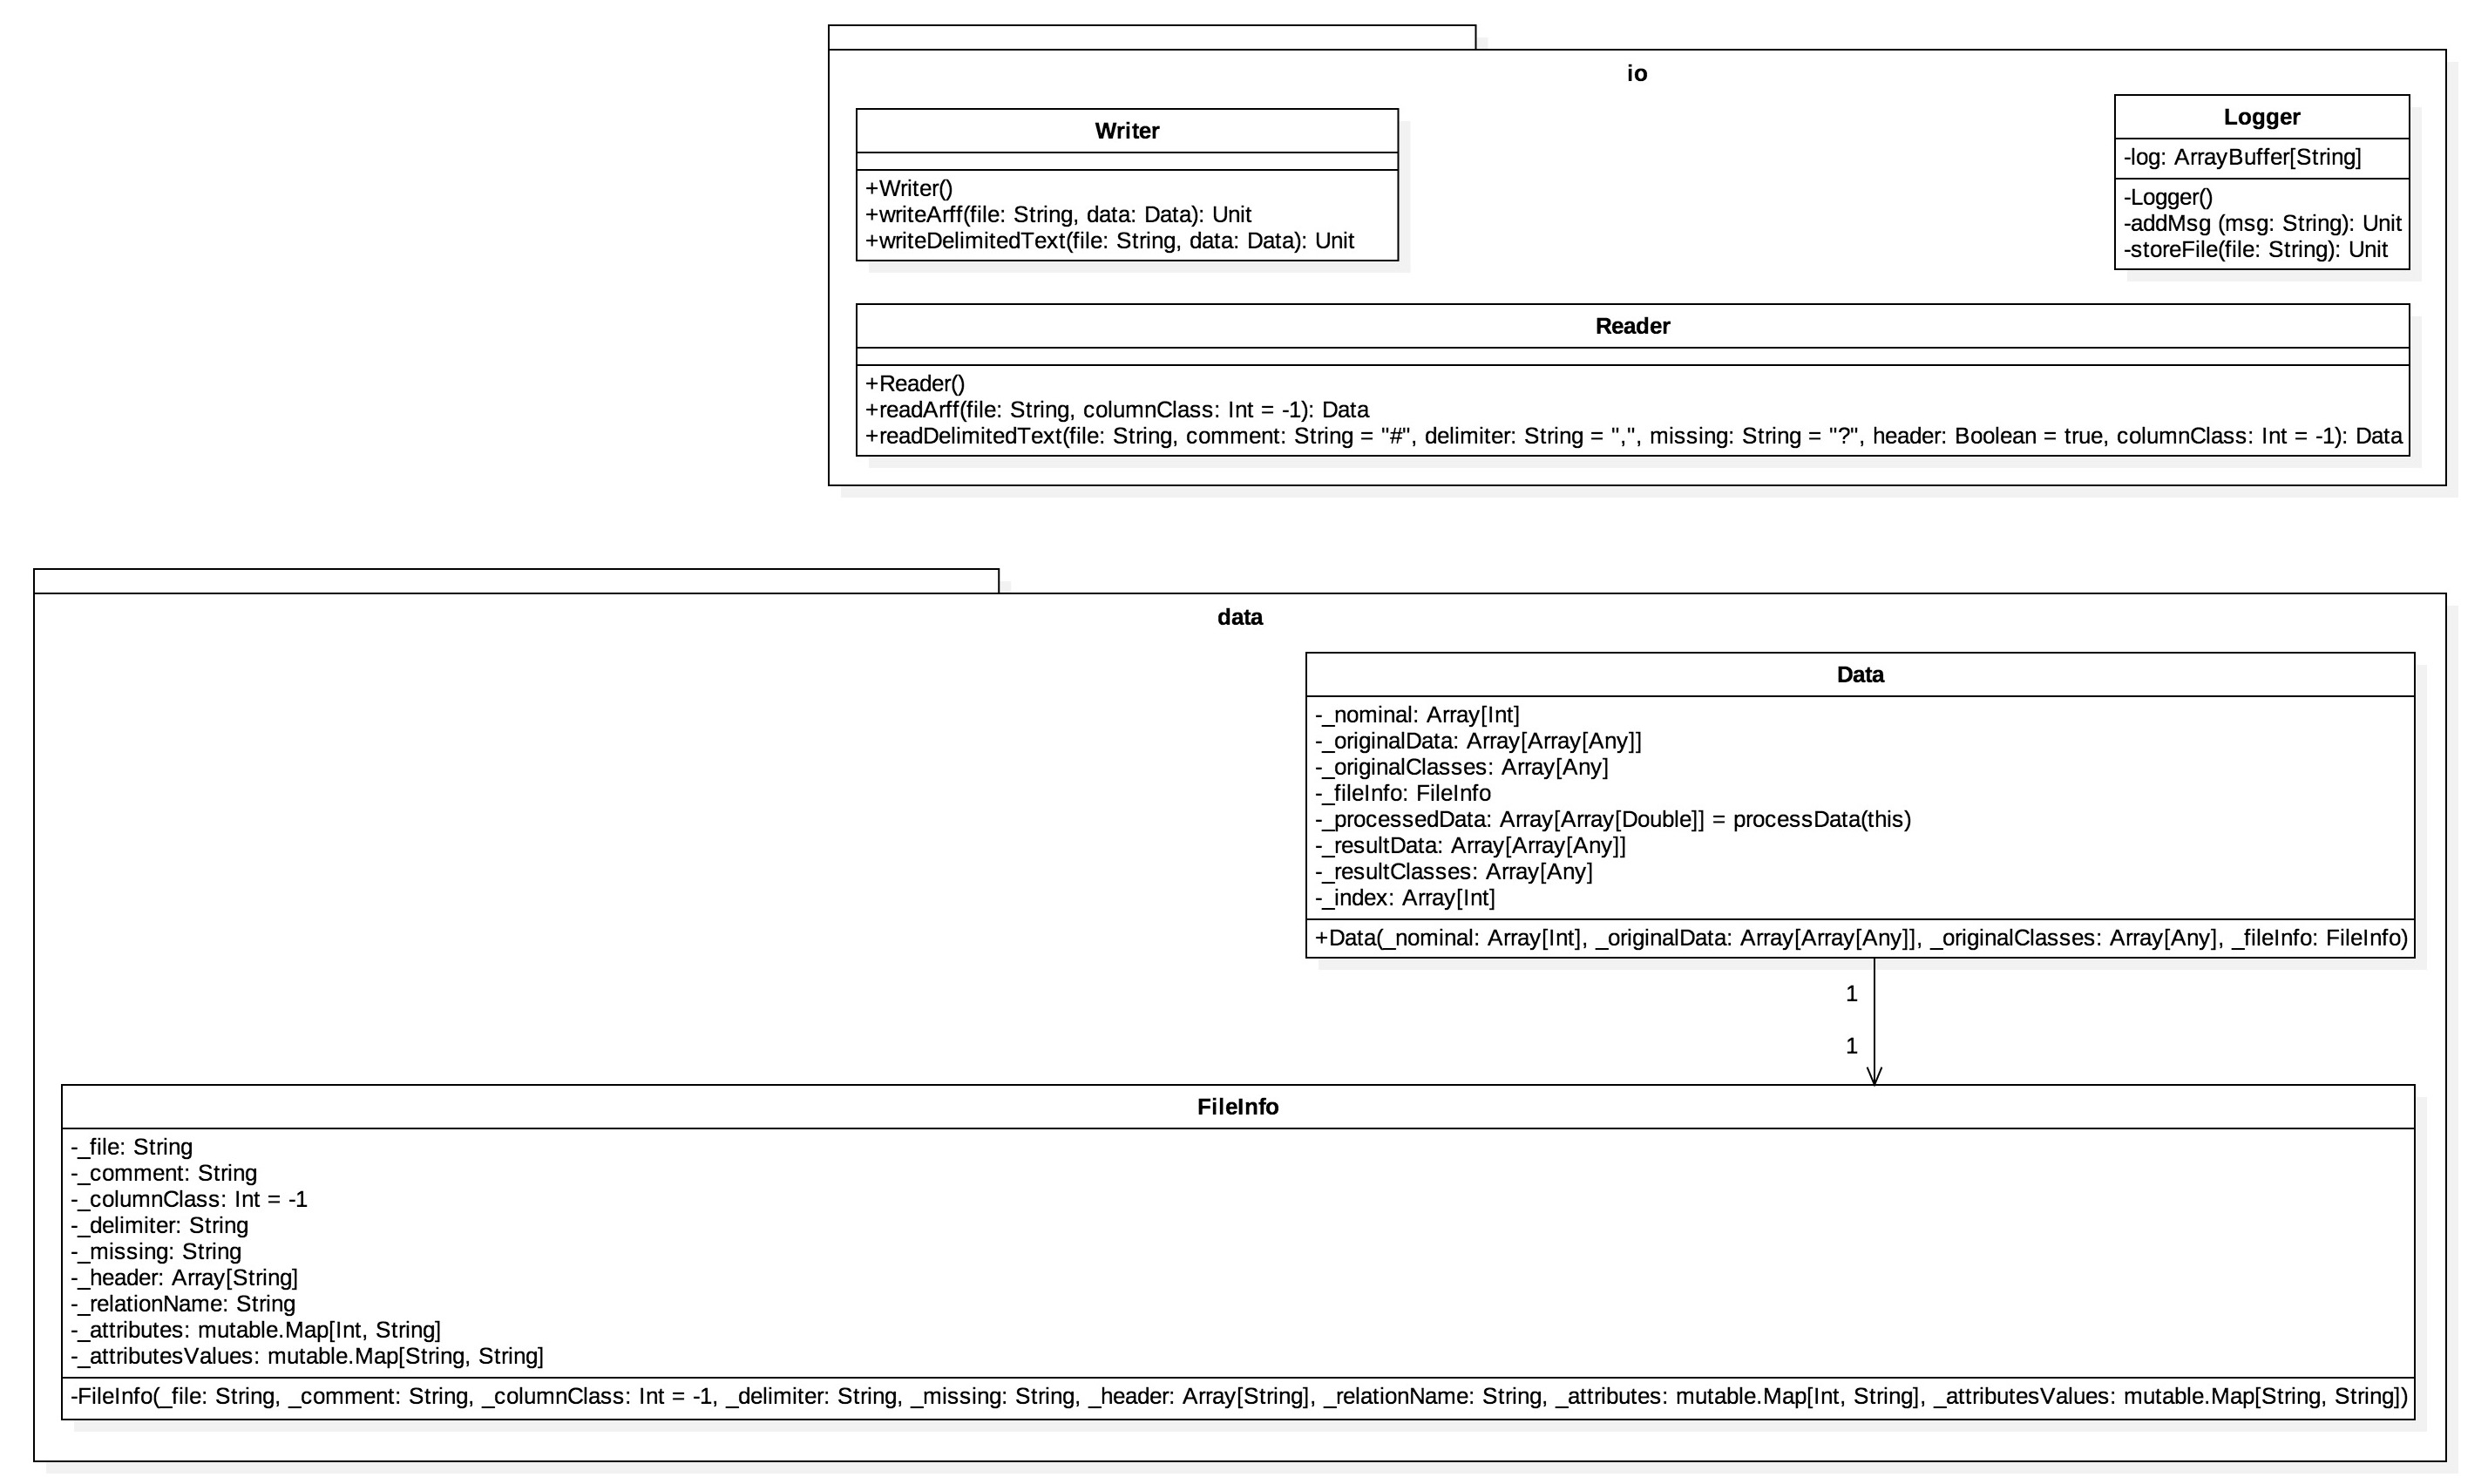 io
Writer
+Writer()
+writeArff(file: String, data: Data): Unit
+writeDelimitedText(file: String, data: Data): Unit
Logger
-log: ArrayBuffer[String]
-Logger()
-addMsg (msg: String): Unit
-storeFile(file: String): Unit
Reader
+Reader()
+readArff(file: String, columnClass: Int = -1): Data
+readDelimitedText(file: String, comment: String = "#", delimiter: String = ",", missing: String = "?", header: Boolean = true, columnClass: Int = -1): Data
data
Data
-_nominal: Array[Int]
-_originalData: Array[Array[Any]]
-_originalClasses: Array[Any]
-_fileInfo: FileInfo
-_processedData: Array[Array[Double]] = processData(this)
-_resultData: Array[Array[Any]]
-_resultClasses: Array[Any]
-_index: Array[Int]
+Data(_nominal: Array[Int], _originalData: Array[Array[Any]], _originalClasses: Array[Any], _fileInfo: FileInfo)
1
1
FileInfo
-_file: String
-_comment: String
-_columnClass: Int = -1
-_delimiter: String
-_missing: String
-_header: Array[String]
-_relationName: String
-_attributes: mutable.Map[Int, String]
-_attributesValues: mutable.Map[String, String]
-FileInfo(_file: String, _comment: String, _columnClass: Int = -1, _delimiter: String, _missing: String, _header: Array[String], _relationName: String, _attributes: mutable.Map[Int, String], _attributesValues: mutable.Map[String, String])